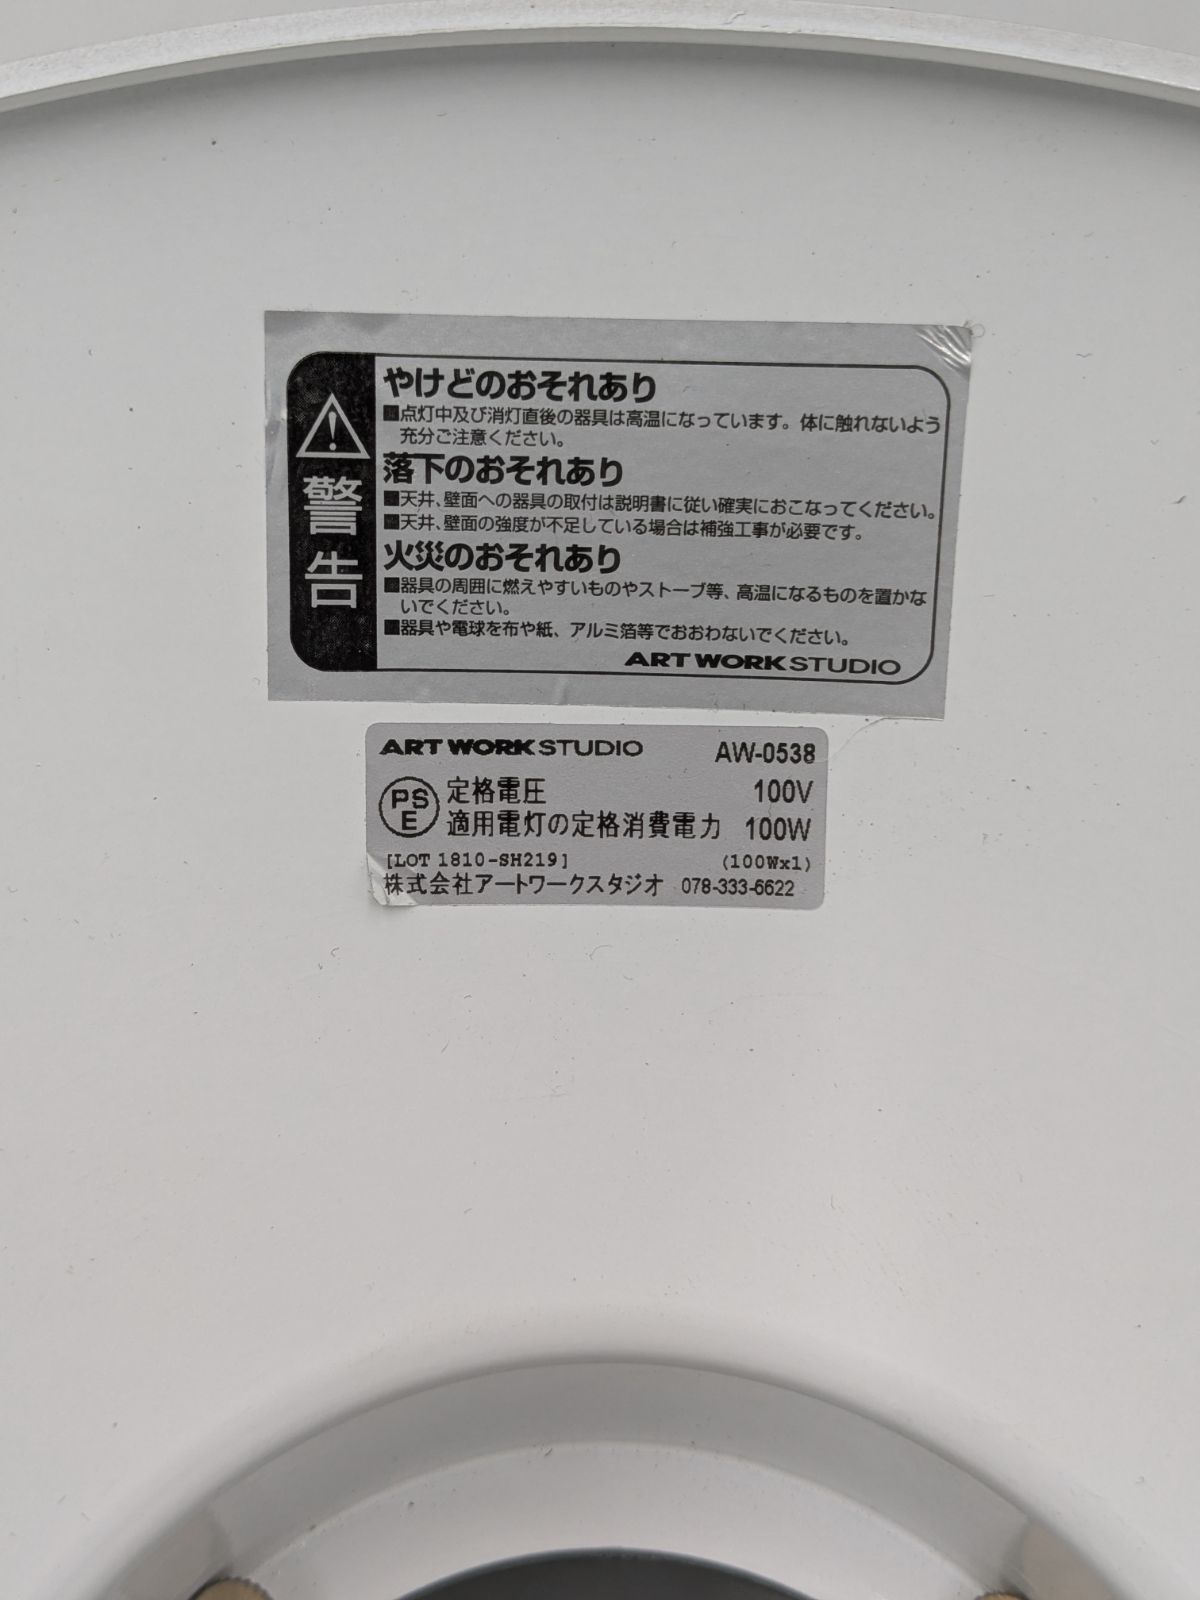 警告
やけどのおそれあり
■点灯中及び消灯直後の器具は高温になっています。体に触れないよう
充分ご注意ください。
落下のおそれあり
■天井、壁面への器具の取付は説明書に従い確実におこなってください。
■天井、壁面の強度が不足している場合は補強工事が必要です。
火災のおそれあり
■器具の周囲に燃えやすいものやストーブ等、高温になるものを置かな
いでください。
■器具や電球を布や紙、アルミ箔等でおおわないでください。
ART WORK STUDIO
ART WORK STUDIO AW-0538
PSE 定格電圧 100V
適用電灯の定格消費電力 100W
[LOT 1810-SH219] (100Wx1)
株式会社アートワークスタジオ 078-333-6622